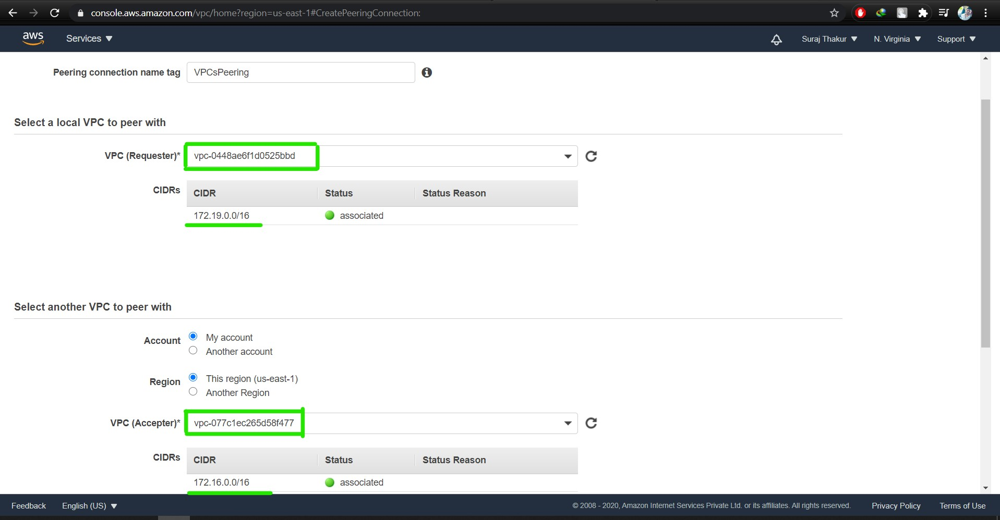 console.aws.amazon.com/vpc/home?region=us-east-1#CreatePeeringConnection:
aws Services Suraj Thakur N. Virginia Support
Peering connection name tag VPCsPeering
Select a local VPC to peer with
VPC (Requester)* vpc-0448ae6f1d0525bbd
CIDRs CIDR Status Status Reason
172.19.0.0/16 associated
Select another VPC to peer with
Account My account
Another account
Region This region (us-east-1)
Another Region
VPC (Accepter)* vpc-077c1ec265d58f477
CIDRs CIDR Status Status Reason
172.16.0.0/16 associated
Feedback English (US) © 2008 - 2020, Amazon Internet Services Private Ltd. or its affiliates. All rights reserved. Privacy Policy Terms of Use